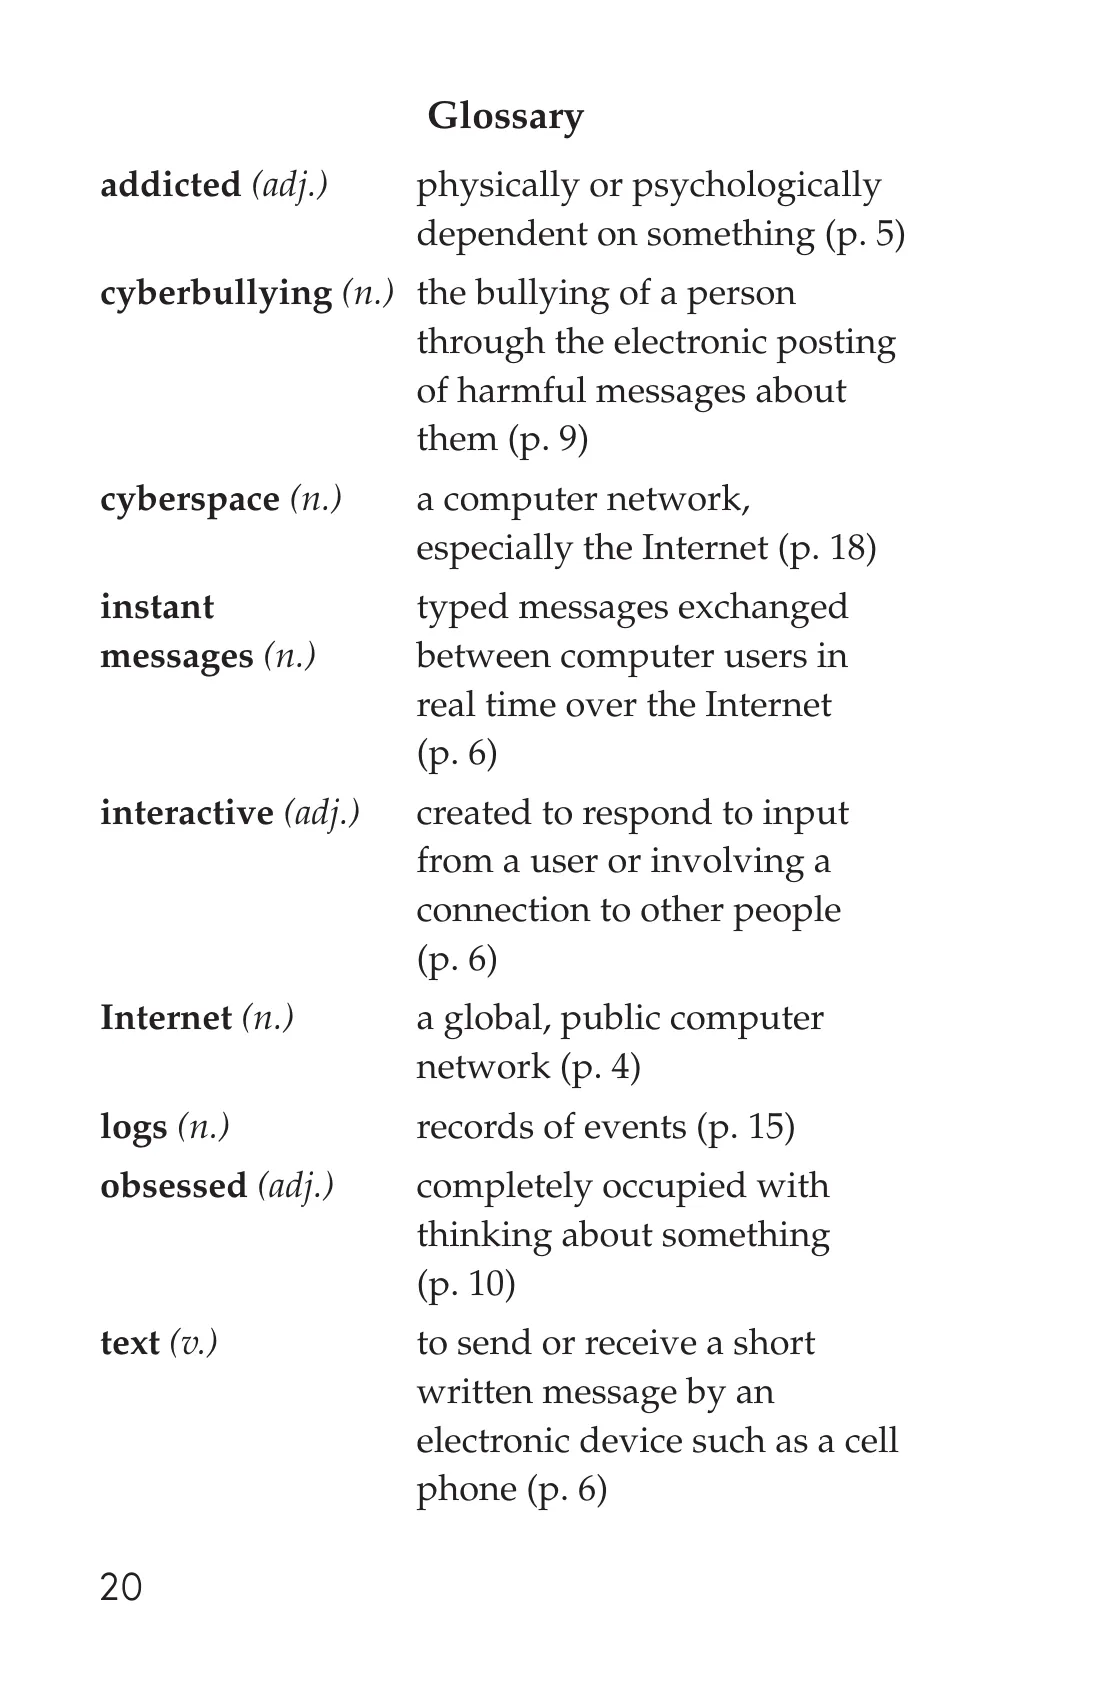 Glossary
addicted (adj.) physically or psychologically
dependent on something (p. 5)
cyberbullying (n.) the bullying of a person
through the electronic posting
of harmful messages about
them (p. 9)
cyberspace (n.) a computer network,
especially the Internet (p. 18)
instant typed messages exchanged
messages (n.) between computer users in
real time over the Internet
(p. 6)
interactive (adj.) created to respond to input
from a user or involving a
connection to other people
(p. 6)
Internet (n.) a global, public computer
network (p. 4)
logs (n.) records of events (p. 15)
obsessed (adj.) completely occupied with
thinking about something
(p. 10)
text (v.) to send or receive a short
written message by an
electronic device such as a cell
phone (p. 6)
20